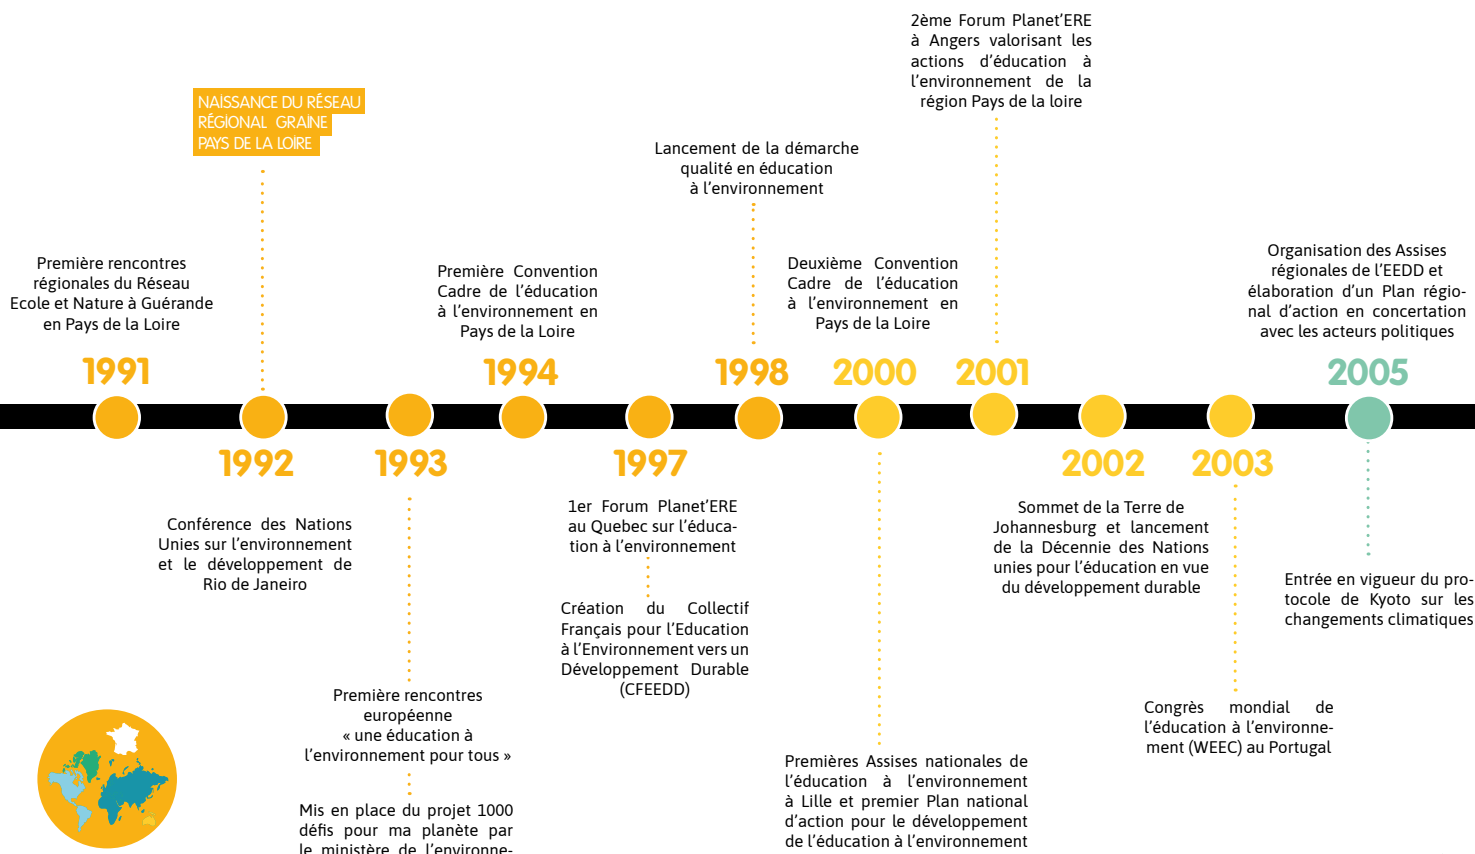 2ème Forum Planet’ERE
à Angers valorisant les
actions d’éducation à
l’environnement de la
région Pays de la loire
NAISSANCE DU RÉSEAU
RÉGIONAL GRAINE
PAYS DE LA LOIRE
Lancement de la démarche
qualité en éducation
à l’environnement
Première rencontres
régionales du Réseau
Ecole et Nature à Guérande
en Pays de la Loire
Première Convention
Cadre de l’éducation
à l’environnement en
Pays de la Loire
Deuxième Convention
Cadre de l’éducation
à l’environnement en
Pays de la Loire
Organisation des Assises
régionales de l’EEDD et
élaboration d’un Plan régio-
nal d’action en concertation
avec les acteurs politiques
1991
1994
1998
2000
2001
2005
1992
1993
1997
2002
2003
Conférence des Nations
Unies sur l’environnement
et le développement de
Rio de Janeiro
1er Forum Planet’ERE
au Quebec sur l’éduca-
tion à l’environnement
Création du Collectif
Français pour l’Education
à l’Environnement vers un
Développement Durable
(CFEEDD)
Sommet de la Terre de
Johannesburg et lancement
de la Décennie des Nations
unies pour l’éducation en vue
du développement durable
Entrée en vigueur du pro-
tocole de Kyoto sur les
changements climatiques
Première rencontres
européenne
« une éducation à
l’environnement pour tous »
Mis en place du projet 1000
défis pour ma planète par
le ministère de l’environne-
Premières Assises nationales de
l’éducation à l’environnement
à Lille et premier Plan national
d’action pour le développement
de l’éducation à l’environnement
Congrès mondial de
l’éducation à l’environne-
ment (WEEC) au Portugal